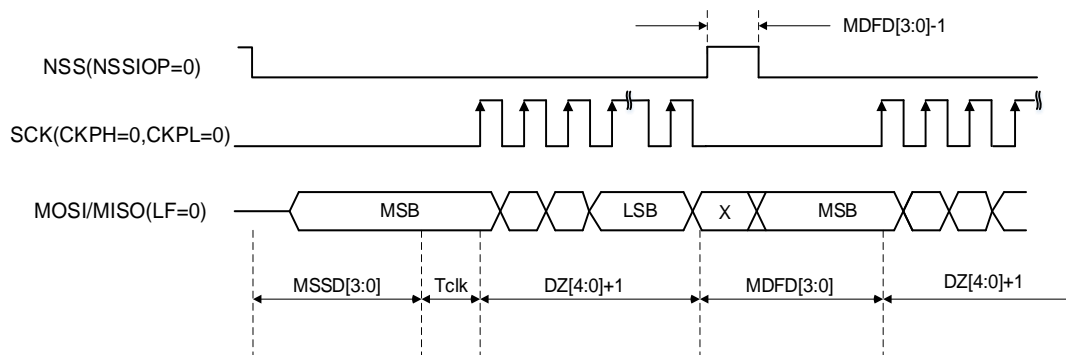 MDFD[3:0]-1
NSS(NSSIOP=0)
SCK(CKPH=0,CKPL=0)
MOSI/MISO(LF=0)
MSB
LSB
X
MSB
MSSD[3:0]
Tclk
DZ[4:0]+1
MDFD[3:0]
DZ[4:0]+1